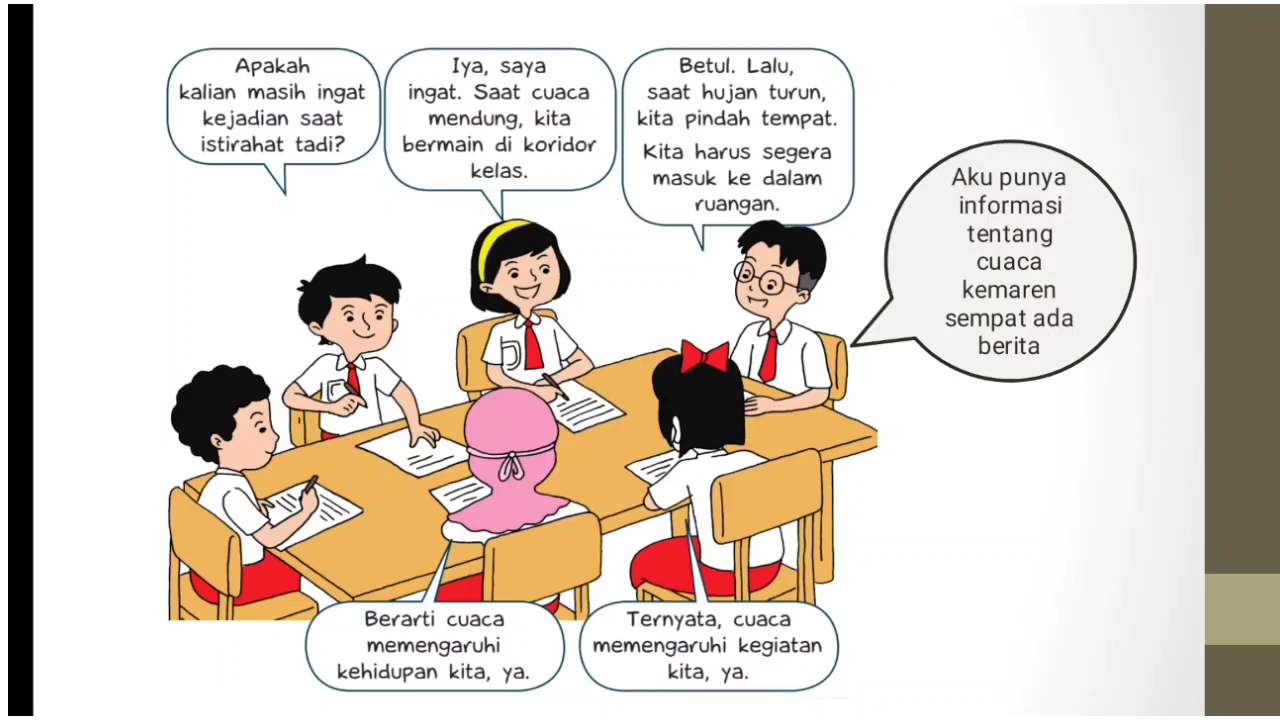 Apakah
kalian masih ingat
kejadian saat
istirahat tadi?
Iya, saya
ingat. Saat cuaca
mendung, kita
bermain di koridor
kelas.
Betul. Lalu,
saat hujan turun,
kita pindah tempat.
Kita harus segera
masuk ke dalam
ruangan.
Aku punya
informasi
tentang
cuaca
kemaren
sempat ada
berita
Berarti cuaca
memengaruhi
kehidupan kita, ya.
Ternyata, cuaca
memengaruhi kegiatan
kita, ya.